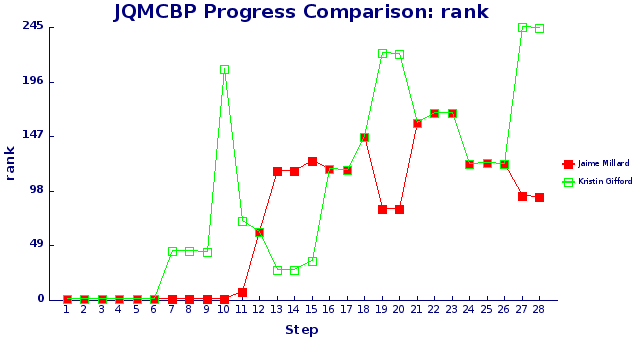 JQMCBP Progress Comparison: rank
245
196
147
98
49
0
rank
1 2 3 4 5 6 7 8 9 10 11 12 13 14 15 16 17 18 19 20 21 22 23 24 25 26 27 28
Step
Jaime Millard
Kristin Gifford